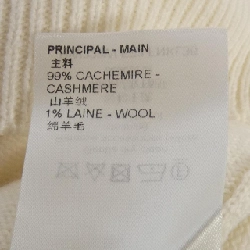 PRINCIPAL - MAIN
主料
99% CACHEMIRE -
CASHMERE
山羊绒
1% LAINE - WOOL
绵羊毛